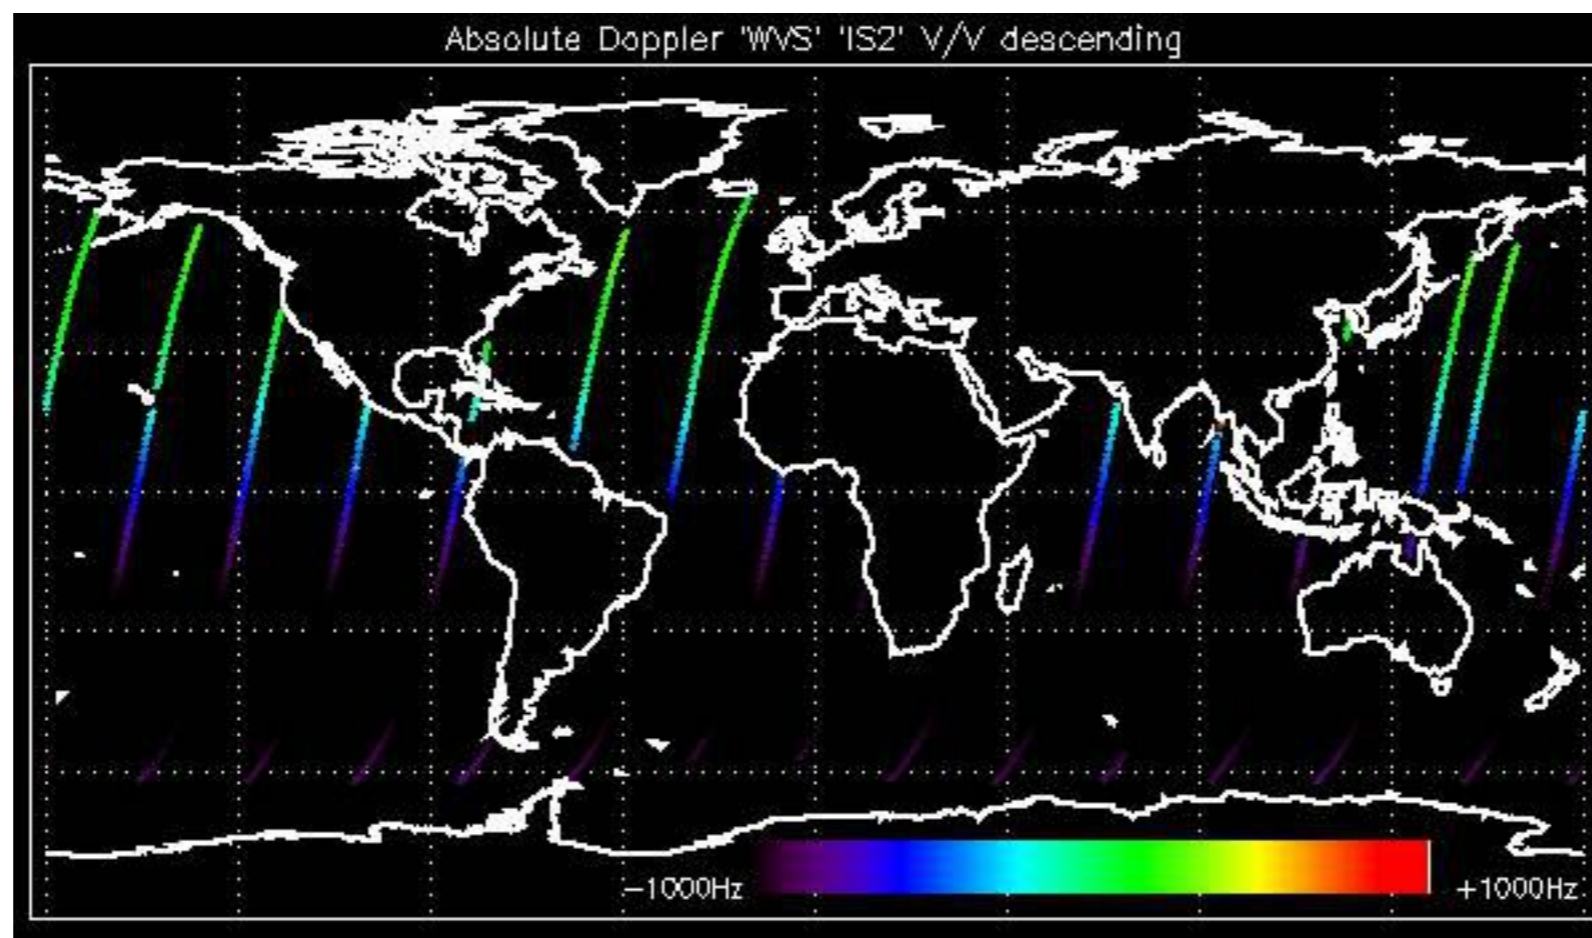 Absolute Doppler 'WVS' 'IS2' V/V descending
-1000Hz
+1000Hz